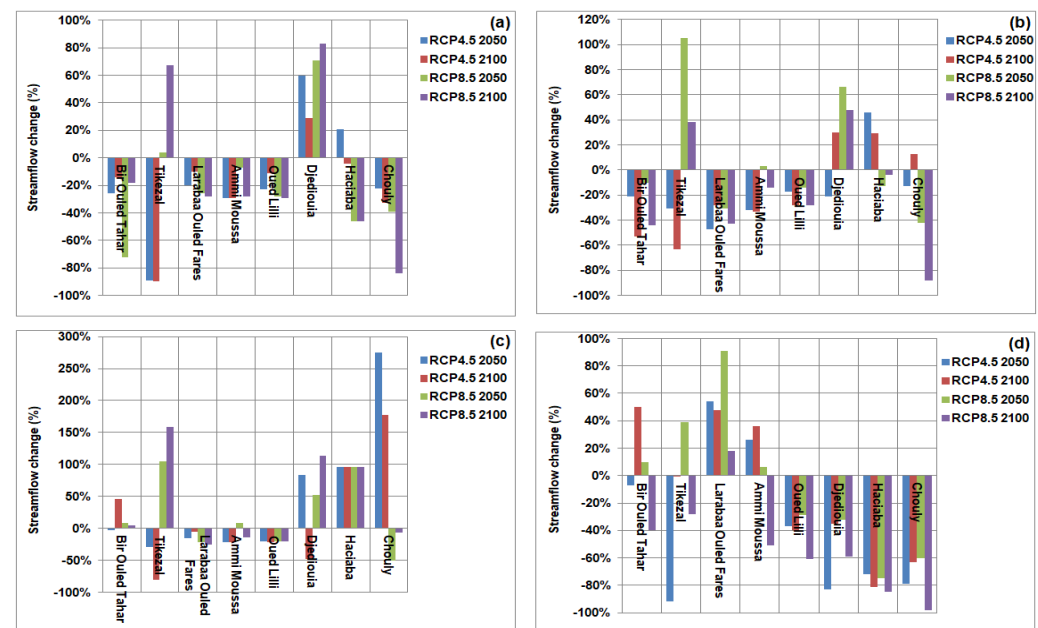 (a)
100%
80%
60%
40%
20%
0%
-20%
-40%
-60%
-80%
-100%
Streamflow change (%)
Bir Ouled Tahar
Tikezal
Larabaa Ouled Fares
Ammi Moussa
Oued Lilli
Djediouia
Haciaba
Chouly
RCP4.5 2050
RCP4.5 2100
RCP8.5 2050
RCP8.5 2100
(b)
120%
100%
80%
60%
40%
20%
0%
-20%
-40%
-60%
-80%
-100%
Streamflow change (%)
Bir Ouled Tahar
Tikezal
Larabaa Ouled Fares
Ammi Moussa
Oued Lilli
Djediouia
Haciaba
Chouly
RCP4.5 2050
RCP4.5 2100
RCP8.5 2050
RCP8.5 2100
(c)
300%
250%
200%
150%
100%
50%
0%
-50%
-100%
Streamflow change (%)
Bir Ouled Tahar
Tikezal
Larabaa Ouled
Fares
Ammi Moussa
Oued Lilli
Djediouia
Haciaba
Chouly
RCP4.5 2050
RCP4.5 2100
RCP8.5 2050
RCP8.5 2100
(d)
100%
80%
60%
40%
20%
0%
-20%
-40%
-60%
-80%
-100%
Streamflow change (%)
Bir Ouled Tahar
Tikezal
Larabaa Ouled Fares
Ammi Moussa
Oued Lilli
Djediouia
Haciaba
Chouly
RCP4.5 2050
RCP4.5 2100
RCP8.5 2050
RCP8.5 2100